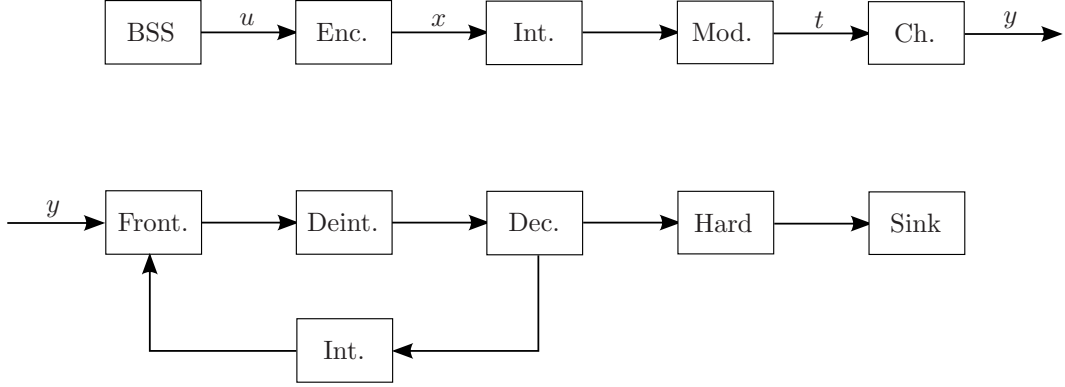 BSS u Enc. x Int. Mod. t Ch. y
y Front. Deint. Dec. Hard Sink
Int.